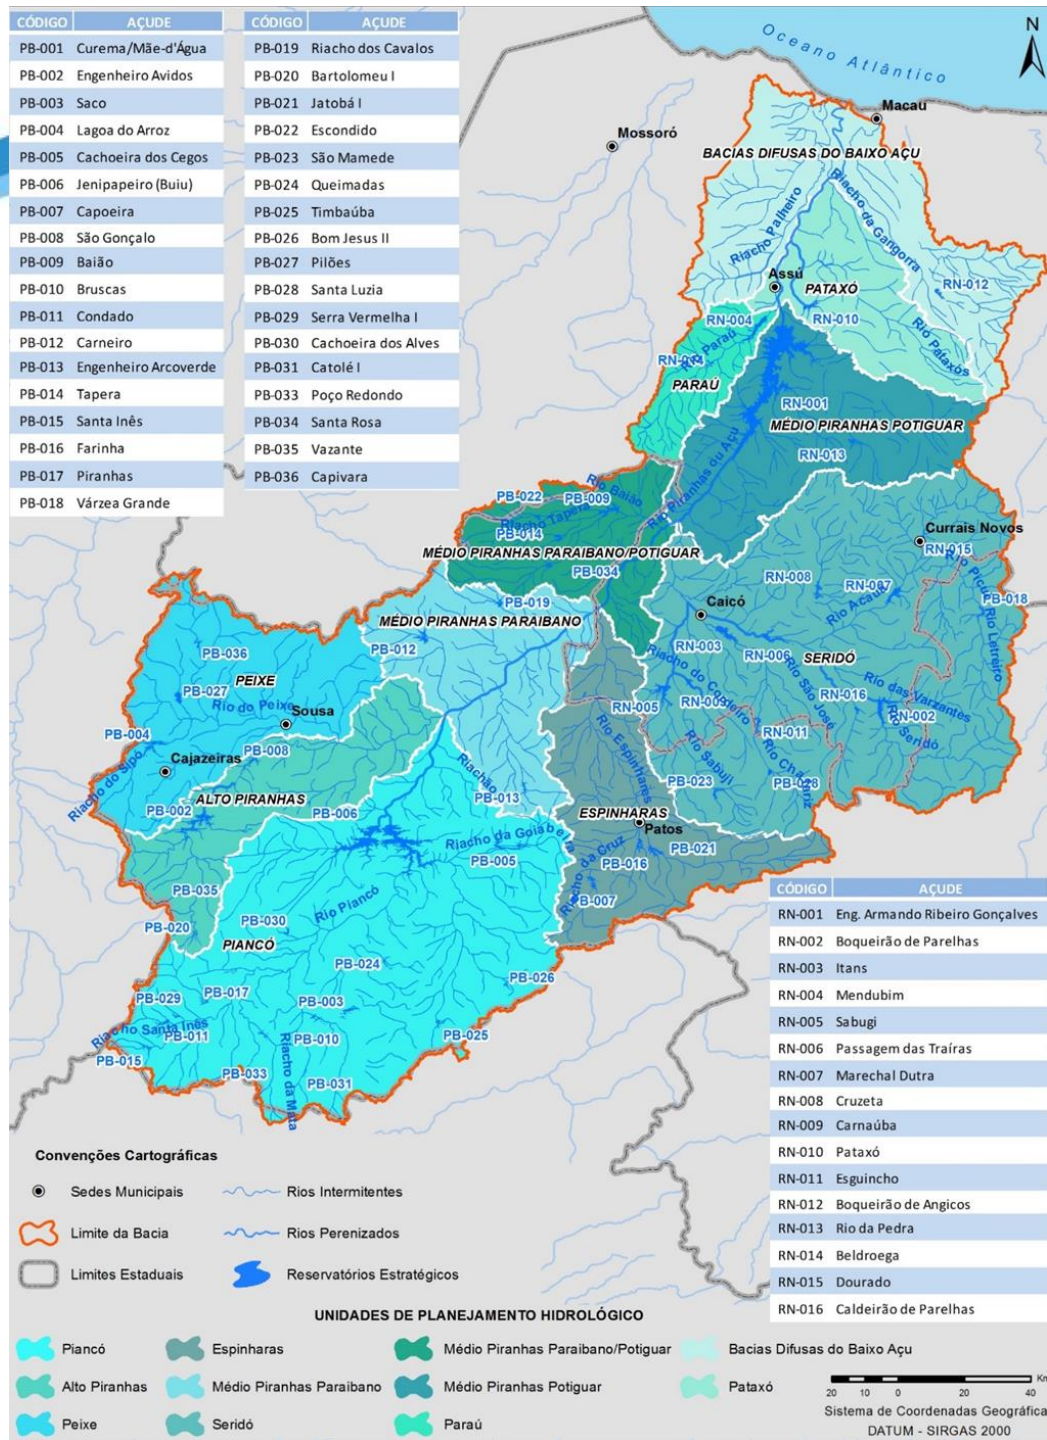 CÓDIGO AÇUDE
PB-001 Curema/Mãe-d'Água
PB-002 Engenheiro Avidos
PB-003 Saco
PB-004 Lagoa do Arroz
PB-005 Cachoeira dos Cegos
PB-006 Jenipapeiro (Buiu)
PB-007 Capoeira
PB-008 São Gonçalo
PB-009 Baião
PB-010 Bruscas
PB-011 Condado
PB-012 Carneiro
PB-013 Engenheiro Arcoverde
PB-014 Tapera
PB-015 Santa Inês
PB-016 Farinha
PB-017 Piranhas
PB-018 Várzea Grande
CÓDIGO AÇUDE
PB-019 Riacho dos Cavalos
PB-020 Bartolomeu I
PB-021 Jatobá I
PB-022 Escondido
PB-023 São Mamede
PB-024 Queimadas
PB-025 Timbaúba
PB-026 Bom Jesus II
PB-027 Pilões
PB-028 Santa Luzia
PB-029 Serra Vermelha I
PB-030 Cachoeira dos Alves
PB-031 Catolé I
PB-033 Poço Redondo
PB-034 Santa Rosa
PB-035 Vazante
PB-036 Capivara
N
Oceano Atlântico
Macau
Mossoró
BACIAS DIFUSAS DO BAIXO AÇU
Riacho Palheiro
Riacho da Gangorra
Assú
PATAXÓ
RN-012
RN-004
RN-010
Rio Pataxós
Rio Paraú
RN-014
PARAÚ
RN-001
MÉDIO PIRANHAS POTIGUAR
RN-013
Rio Piranhas ou Açu
Rio Baião
PB-022
PB-009
Riacho Tapera
PB-014
MÉDIO PIRANHAS PARAIBANO/POTIGUAR
PB-034
Currais Novos
RN-015
Rio Picuí
PB-018
Rio Letreiro
RN-008
RN-007
Rio Acauã
Caicó
PB-019
MÉDIO PIRANHAS PARAIBANO
PB-012
RN-003
RN-006
SERIDÓ
PB-036
PEIXE
PB-027
Rio do Peixe
Sousa
Riacho do Cordeiro
RN-005
RN-009
Rio São José
RN-016
Rio das Varzantes
RN-002
Rio Seridó
RN-011
PB-004
Cajazeiras
PB-008
Riacho do Sipó
Rio Espinharas
Rio Sabuji
PB-023
PB-028
PB-002
ALTO PIRANHAS
PB-006
Riachão
PB-013
ESPINHARAS
Patos
Riacho da Goiabeira
PB-005
Riacho da Cruz
PB-016
PB-021
PB-007
PB-035
Rio Piancó
PB-030
PB-020
PIANCÓ
PB-024
PB-026
PB-029
PB-017
PB-003
Riacho Santa Inês
PB-011
PB-010
PB-025
PB-015
PB-033
PB-031
Riacho da Mata
CÓDIGO AÇUDE
RN-001 Eng. Armando Ribeiro Gonçalves
RN-002 Boqueirão de Parelhas
RN-003 Itans
RN-004 Mendubim
RN-005 Sabugi
RN-006 Passagem das Traíras
RN-007 Marechal Dutra
RN-008 Cruzeta
RN-009 Carnaúba
RN-010 Pataxó
RN-011 Esguincho
RN-012 Boqueirão de Angicos
RN-013 Rio da Pedra
RN-014 Beldroega
RN-015 Dourado
RN-016 Caldeirão de Parelhas
Convenções Cartográficas
Sedes Municipais
Limite da Bacia
Limites Estaduais
Rios Intermitentes
Rios Perenizados
Reservatórios Estratégicos
UNIDADES DE PLANEJAMENTO HIDROLÓGICO
Piancó
Alto Piranhas
Peixe
Espinharas
Médio Piranhas Paraibano
Seridó
Médio Piranhas Paraibano/Potiguar
Médio Piranhas Potiguar
Paraú
Bacias Difusas do Baixo Açu
Pataxó
20 10 0 20 40 Km
Sistema de Coordenadas Geográfica
DATUM - SIRGAS 2000